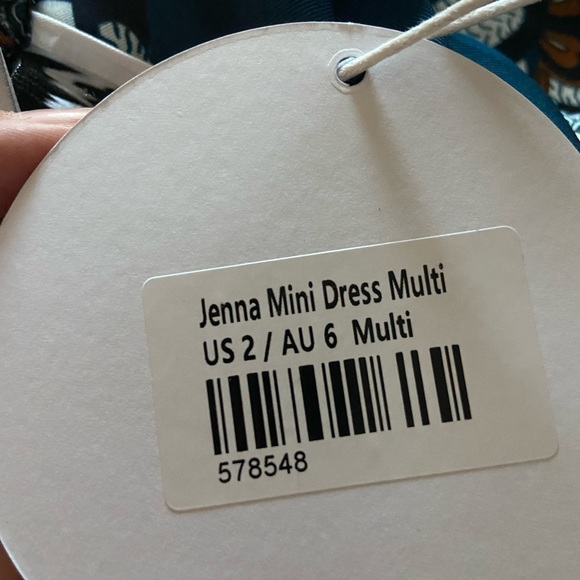 Jenna Mini Dress Multi
US 2 / AU 6 Multi
578548